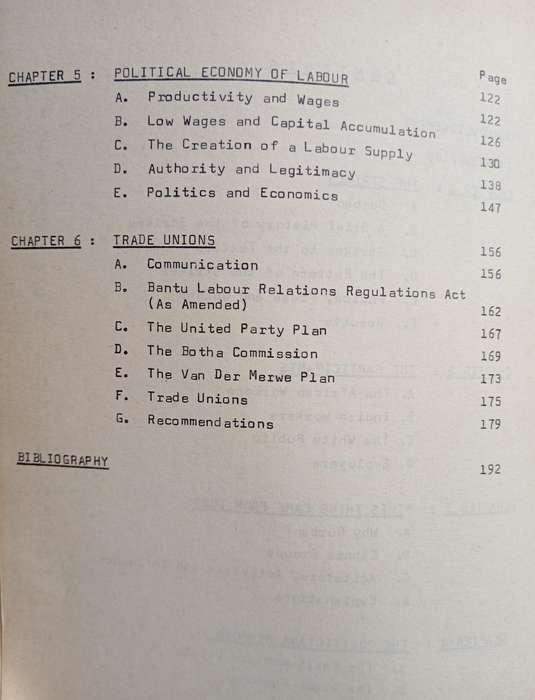 Page
CHAPTER 5 : POLITICAL ECONOMY OF LABOUR 122
A. Productivity and Wages 122
B. Low Wages and Capital Accumulation 126
C. The Creation of a Labour Supply 130
D. Authority and Legitimacy 138
E. Politics and Economics 147
CHAPTER 6 : TRADE UNIONS 156
A. Communication 156
B. Bantu Labour Relations Regulations Act
(As Amended) 162
C. The United Party Plan 167
D. The Botha Commission 169
E. The Van Der Merwe Plan 173
F. Trade Unions 175
G. Recommendations 179
BIBLIOGRAPHY 192